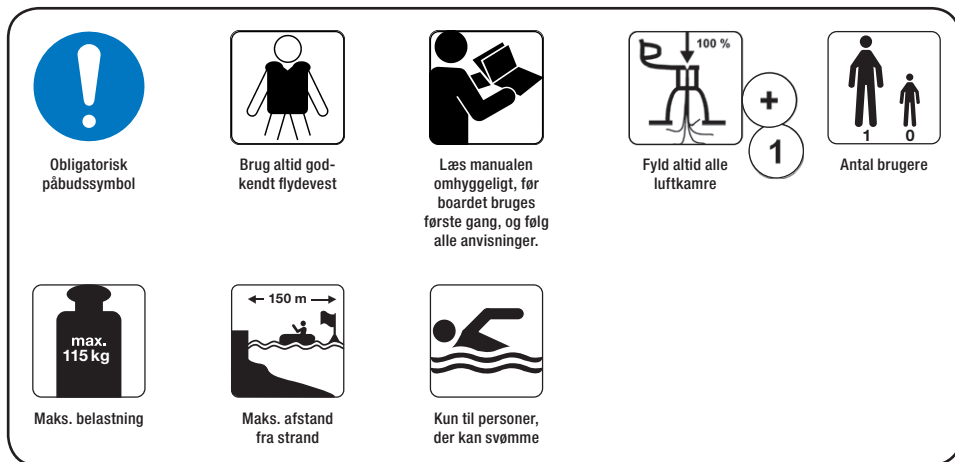 Obligatorisk
påbudssymbol
Brug altid god-
kendt flydevest
Læs manualen
omhyggeligt, før
boardet bruges
første gang, og følg
alle anvisninger.
100 %
+
1
Fyld altid alle
luftkamre
1 0
Antal brugere
max.
115 kg
Maks. belastning
150 m
Maks. afstand
fra strand
Kun til personer,
der kan svømme